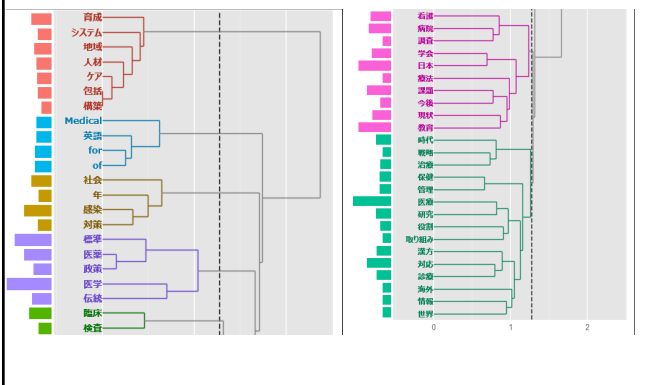 育成
システム
地域
人材
ケア
包括
構築
Medical
英語
for
of
社会
年
感染
対策
標準
医薬
政策
医学
伝統
臨床
検査
看護
病院
調査
学会
日本
療法
課題
今後
現状
教育
時代
戦略
治療
保健
管理
医療
研究
役割
取り組み
漢方
対応
診療
海外
情報
世界
0 1 2